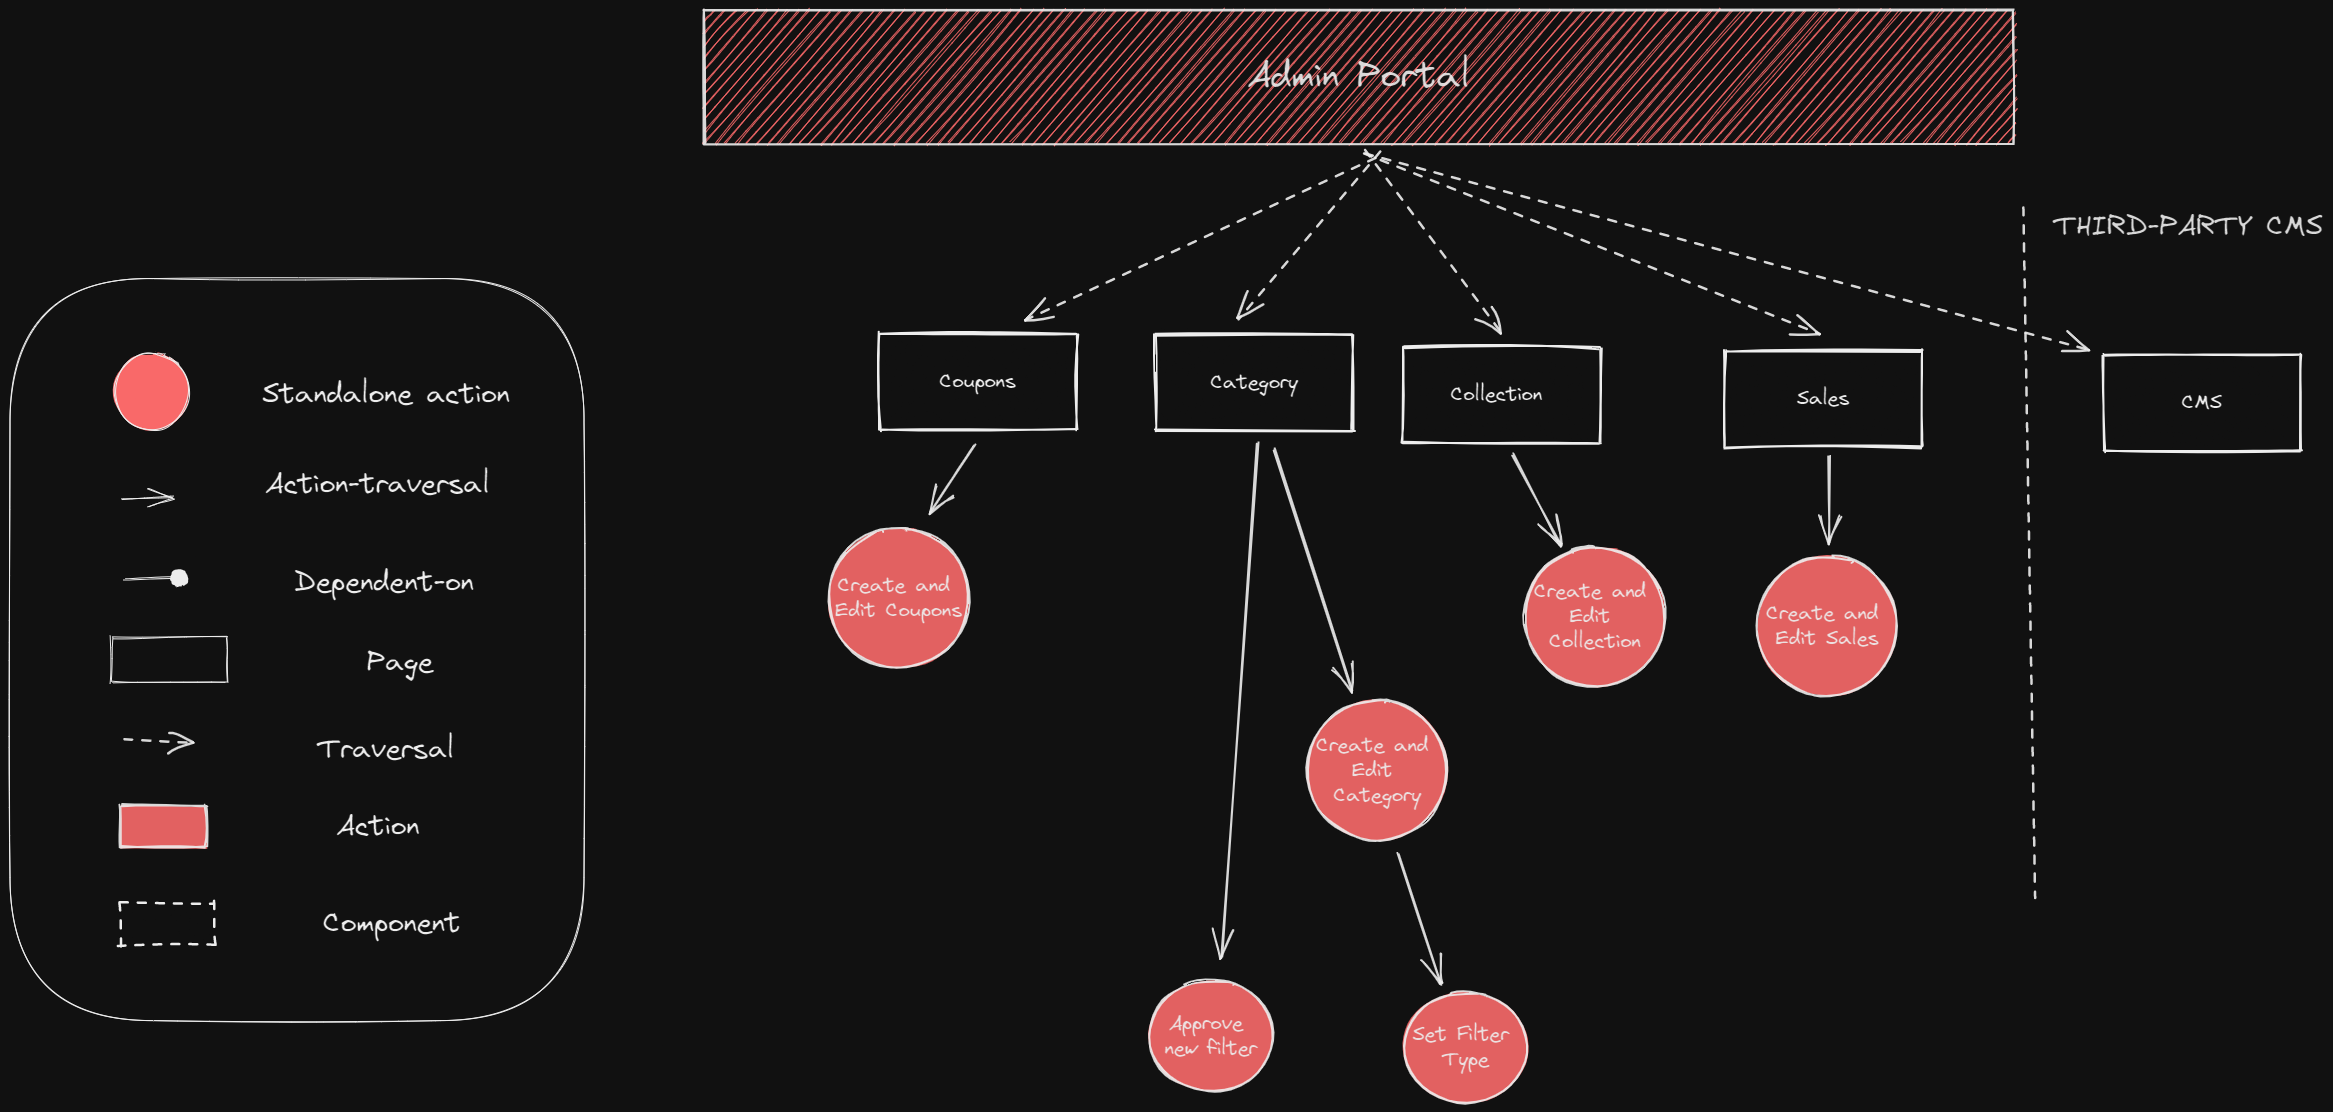 Admin Portal
THIRD-PARTY CMS
Standalone action
Action-traversal
Dependent-on
Page
Traversal
Action
Component
Coupons
Category
Collection
Sales
CMS
Create and
Edit Coupons
Create and
Edit
Collection
Create and
Edit Sales
Create and
Edit
Category
Approve
new filter
Set Filter
Type